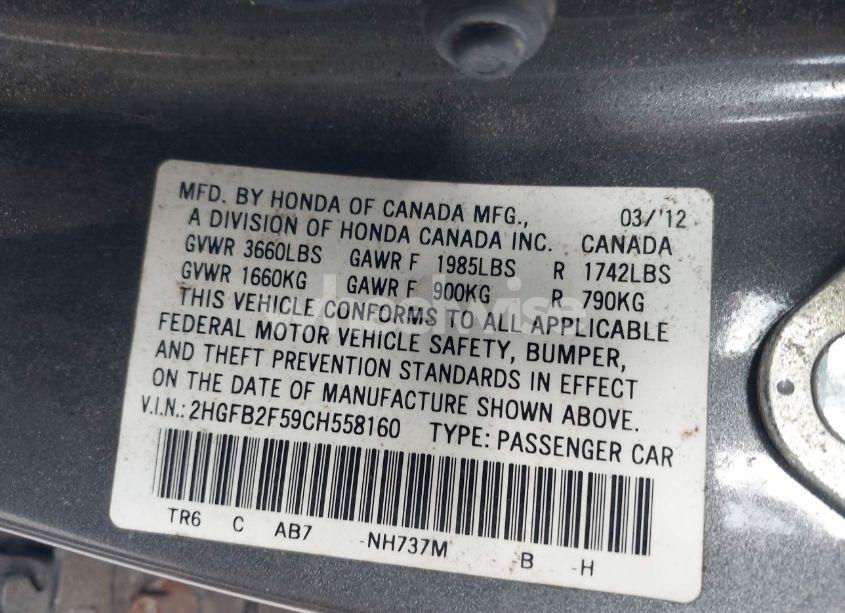 MFD. BY HONDA OF CANADA MFG., 03/'12
A DIVISION OF HONDA CANADA INC. CANADA
GVWR 3660LBS GAWR F 1985LBS R 1742LBS
GVWR 1660KG GAWR F 900KG R 790KG
THIS VEHICLE CONFORMS TO ALL APPLICABLE
FEDERAL MOTOR VEHICLE SAFETY, BUMPER,
AND THEFT PREVENTION STANDARDS IN EFFECT
ON THE DATE OF MANUFACTURE SHOWN ABOVE.
V.I.N.: 2HGFB2F59CH558160 TYPE: PASSENGER CAR
TR6 C AB7 -NH737M B -H